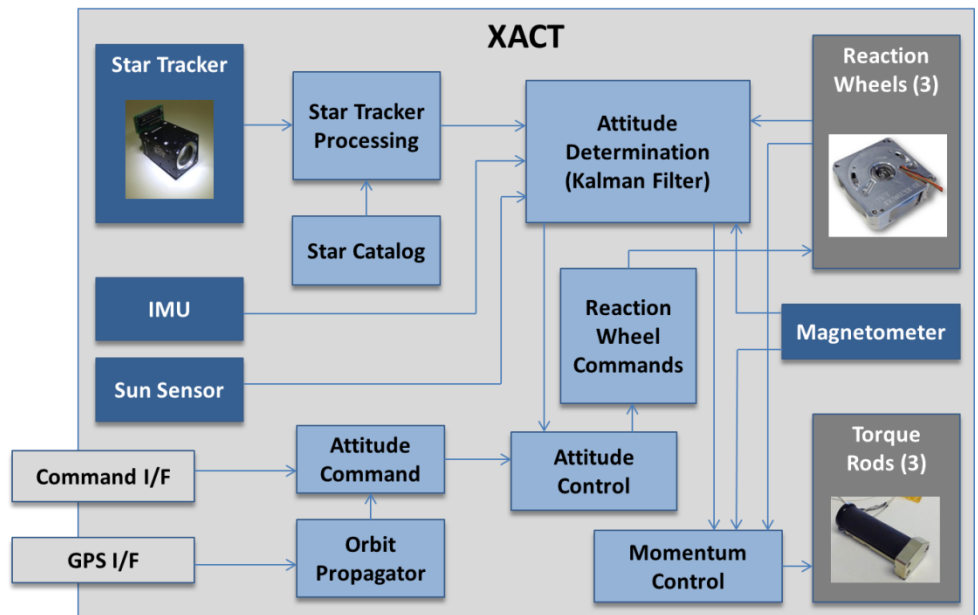 XACT
Star Tracker
Star Tracker
Processing
Star Catalog
IMU
Sun Sensor
Command I/F
GPS I/F
Attitude
Command
Orbit
Propagator
Attitude
Determination
(Kalman Filter)
Reaction
Wheel
Commands
Attitude
Control
Momentum
Control
Reaction
Wheels (3)
Magnetometer
Torque
Rods (3)